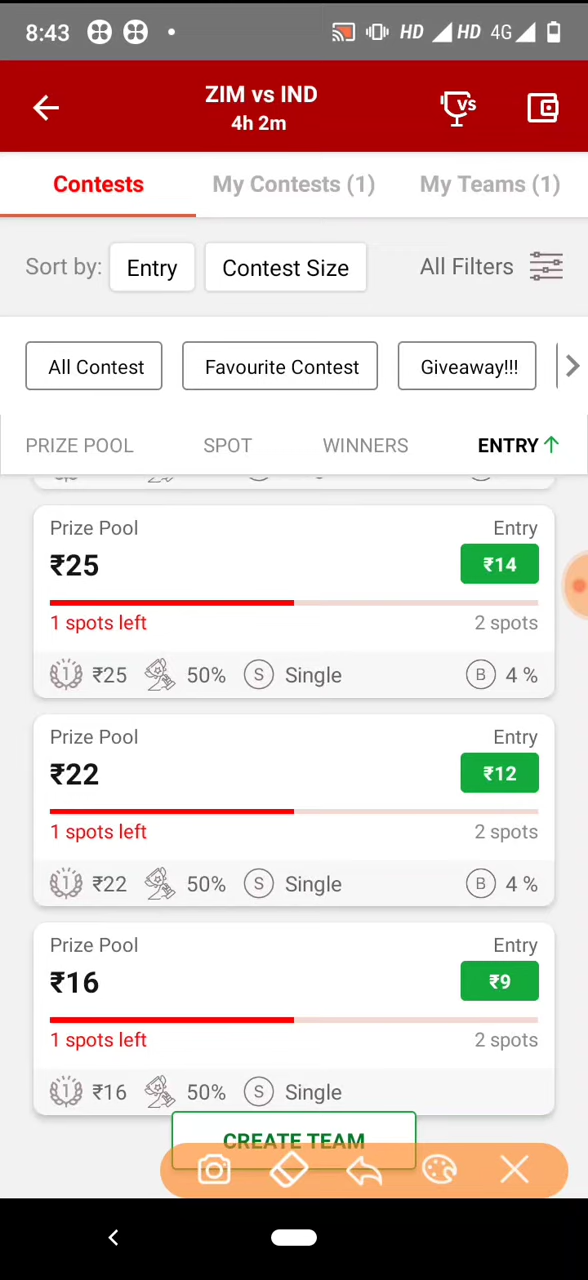 8:43 HD HD 4G
ZIM vs IND
4h 2m
VS
Contests My Contests (1) My Teams (1)
Sort by: Entry Contest Size All Filters
All Contest Favourite Contest Giveaway!!!
PRIZE POOL SPOT WINNERS ENTRY↑
Prize Pool Entry
₹25 ₹14
1 spots left 2 spots
1 ₹25 50% S Single B 4 %
Prize Pool Entry
₹22 ₹12
1 spots left 2 spots
1 ₹22 50% S Single B 4 %
Prize Pool Entry
₹16 ₹9
1 spots left 2 spots
1 ₹16 50% S Single
CREATE TEAM